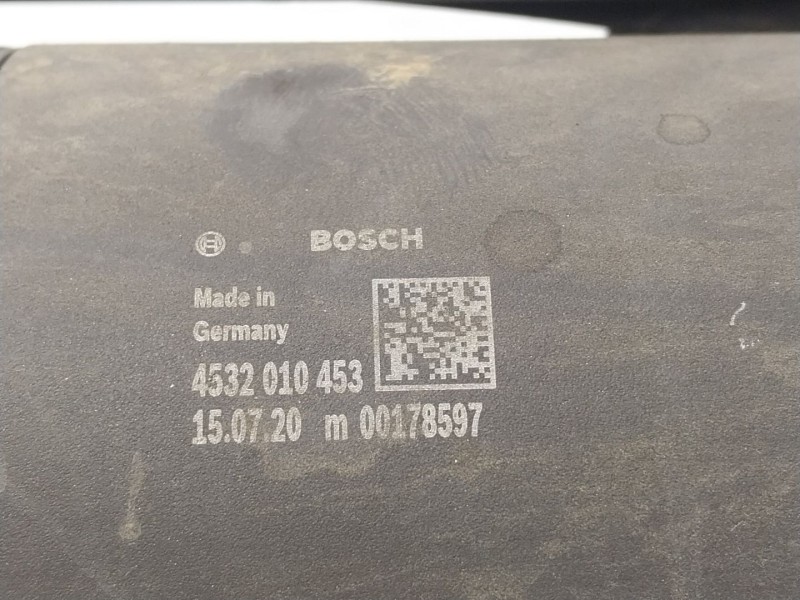 BOSCH
Made in
Germany
4532 010 453
15.07.20 m 00178597